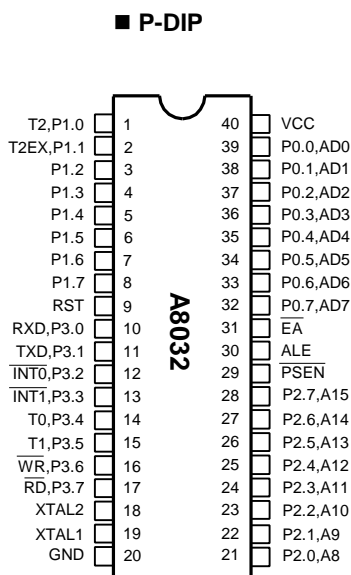 ■ P-DIP
T2,P1.0 1 40 VCC
T2EX,P1.1 2 39 P0.0,AD0
P1.2 3 38 P0.1,AD1
P1.3 4 37 P0.2,AD2
P1.4 5 36 P0.3,AD3
P1.5 6 35 P0.4,AD4
P1.6 7 34 P0.5,AD5
P1.7 8 33 P0.6,AD6
RST 9 32 P0.7,AD7
RXD,P3.0 10 31 E̅A̅
TXD,P3.1 11 30 ALE
I̅N̅T̅0̅,P3.2 12 29 P̅S̅E̅N̅
I̅N̅T̅1̅,P3.3 13 28 P2.7,A15
T0,P3.4 14 27 P2.6,A14
T1,P3.5 15 26 P2.5,A13
W̅R̅,P3.6 16 25 P2.4,A12
R̅D̅,P3.7 17 24 P2.3,A11
XTAL2 18 23 P2.2,A10
XTAL1 19 22 P2.1,A9
GND 20 21 P2.0,A8
A8032